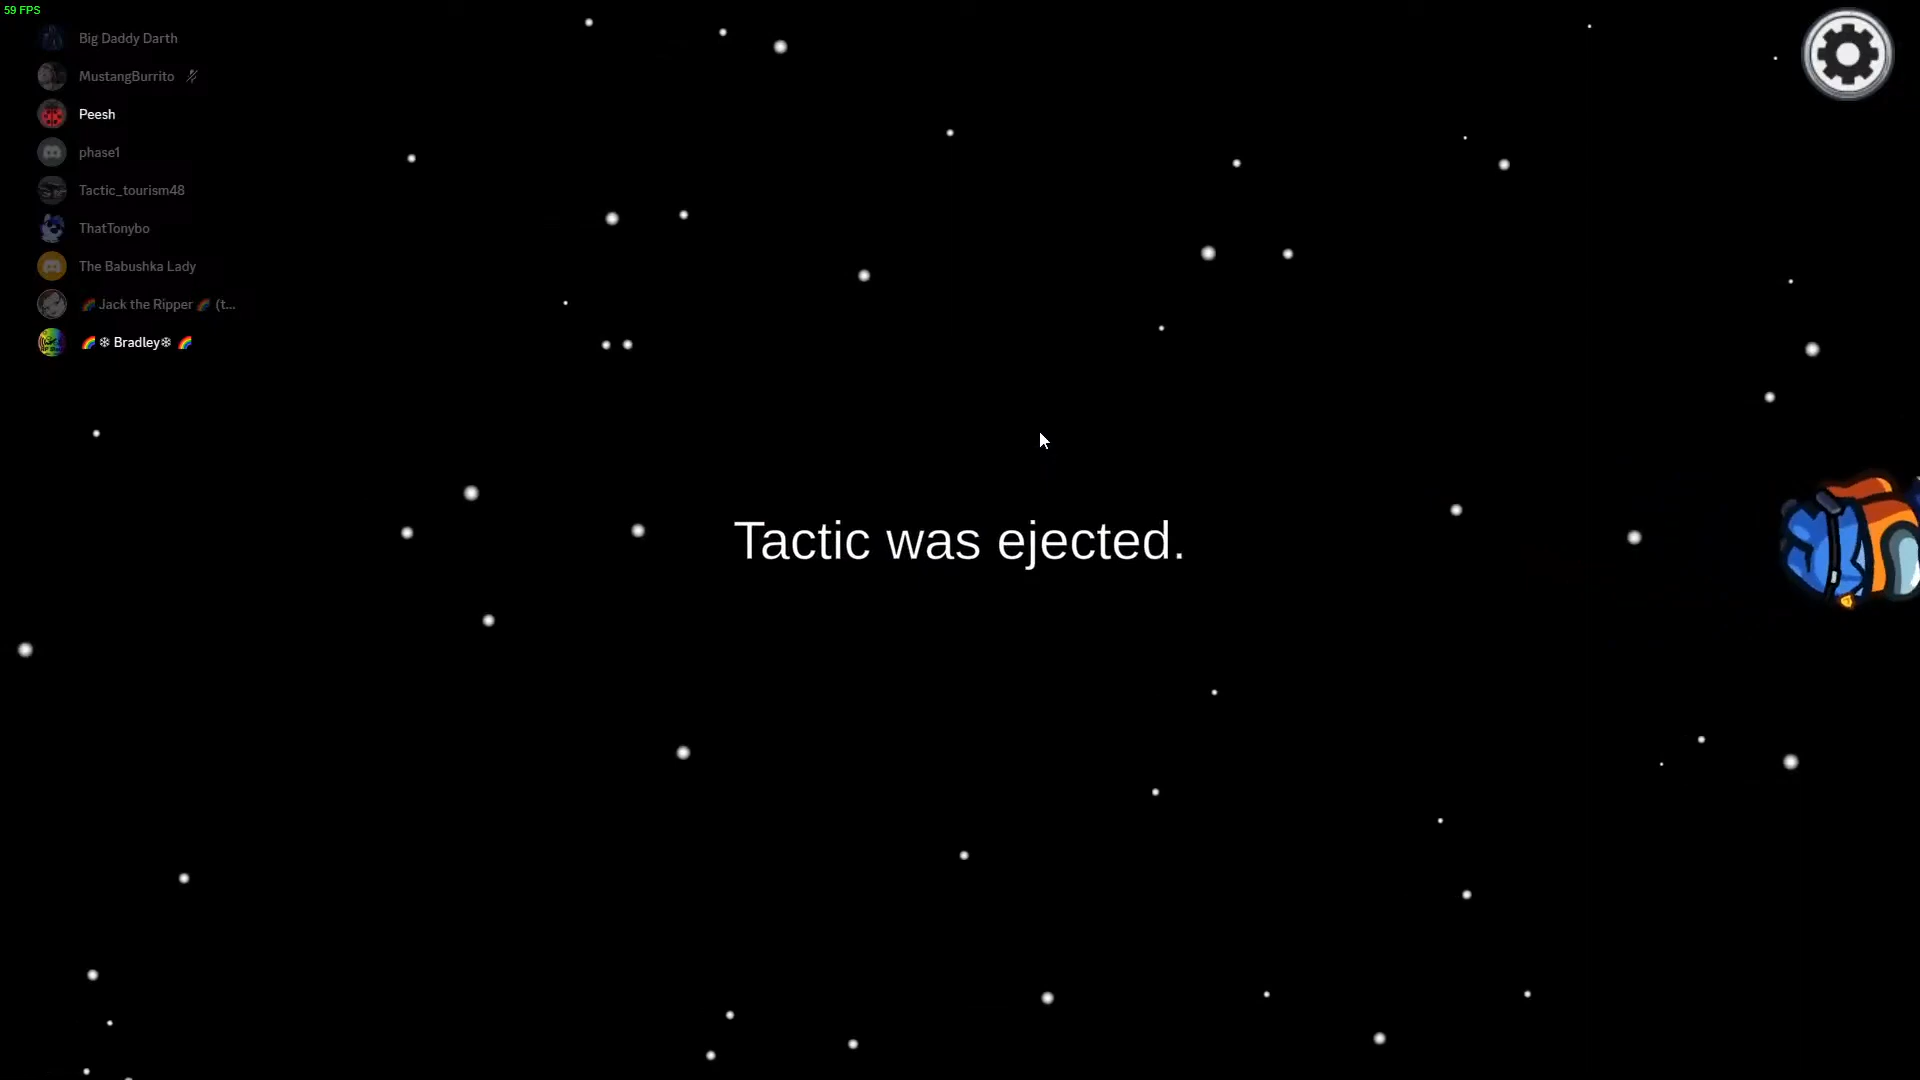 59 FPS
Big Daddy Darth
MustangBurrito
Peesh
phase1
Tactic_tourism48
ThatTonybo
The Babushka Lady
🌈 Jack the Ripper 🌈 (t...
🌈 ❄ Bradley❄ 🌈
Tactic was ejected.